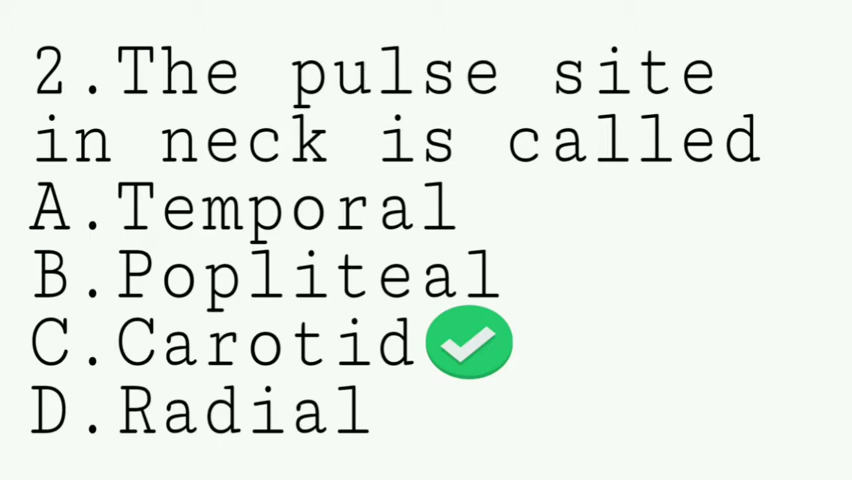 2.The pulse site
in neck is called
A.Temporal
B.Popliteal
C.Carotid
D.Radial